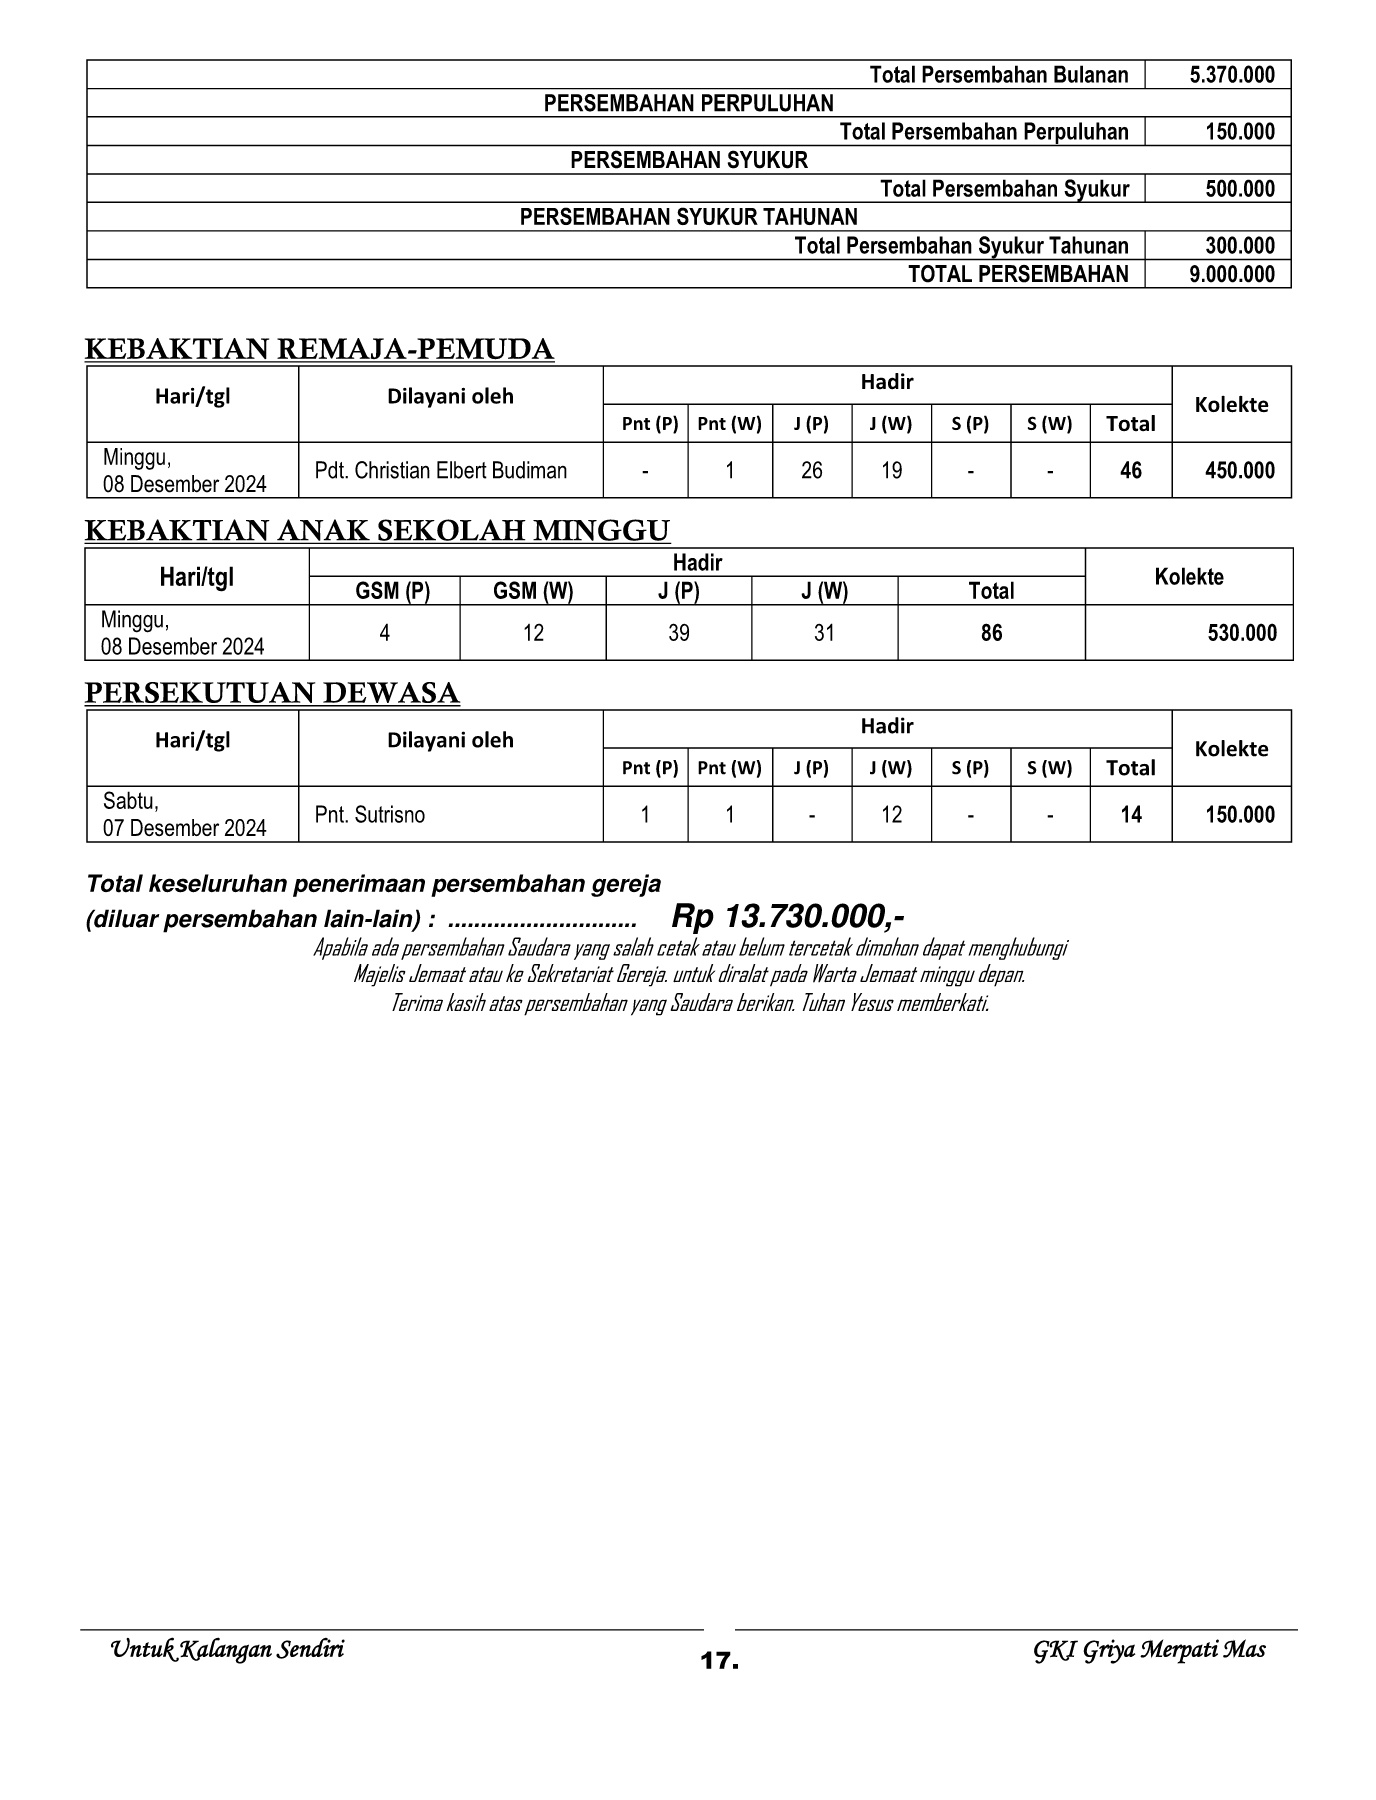 Total Persembahan Bulanan 5.370.000
PERSEMBAHAN PERPULUHAN
Total Persembahan Perpuluhan 150.000
PERSEMBAHAN SYUKUR
Total Persembahan Syukur 500.000
PERSEMBAHAN SYUKUR TAHUNAN
Total Persembahan Syukur Tahunan 300.000
TOTAL PERSEMBAHAN 9.000.000
KEBAKTIAN REMAJA-PEMUDA
Hari/tgl Dilayani oleh Hadir Kolekte
Pnt (P) Pnt (W) J (P) J (W) S (P) S (W) Total
Minggu,
08 Desember 2024 Pdt. Christian Elbert Budiman - 1 26 19 - - 46 450.000
KEBAKTIAN ANAK SEKOLAH MINGGU
Hari/tgl Hadir Kolekte
GSM (P) GSM (W) J (P) J (W) Total
Minggu,
08 Desember 2024 4 12 39 31 86 530.000
PERSEKUTUAN DEWASA
Hari/tgl Dilayani oleh Hadir Kolekte
Pnt (P) Pnt (W) J (P) J (W) S (P) S (W) Total
Sabtu,
07 Desember 2024 Pnt. Sutrisno 1 1 - 12 - - 14 150.000
Total keseluruhan penerimaan persembahan gereja
(diluar persembahan lain-lain) : ............................. Rp 13.730.000,-
Apabila ada persembahan Saudara yang salah cetak atau belum tercetak dimohon dapat menghubungi
Majelis Jemaat atau ke Sekretariat Gereja. untuk diralat pada Warta Jemaat minggu depan.
Terima kasih atas persembahan yang Saudara berikan. Tuhan Yesus memberkati.
Untuk Kalangan Sendiri 17. GKI Griya Merpati Mas